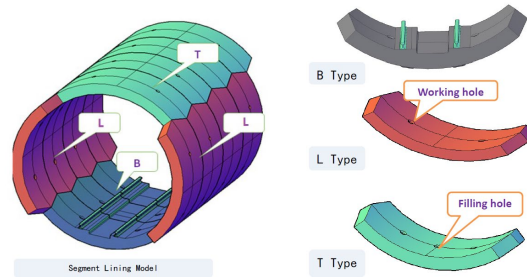 T
L
L
B
Segment Lining Model
B Type
Working hole
L Type
Filling hole
T Type